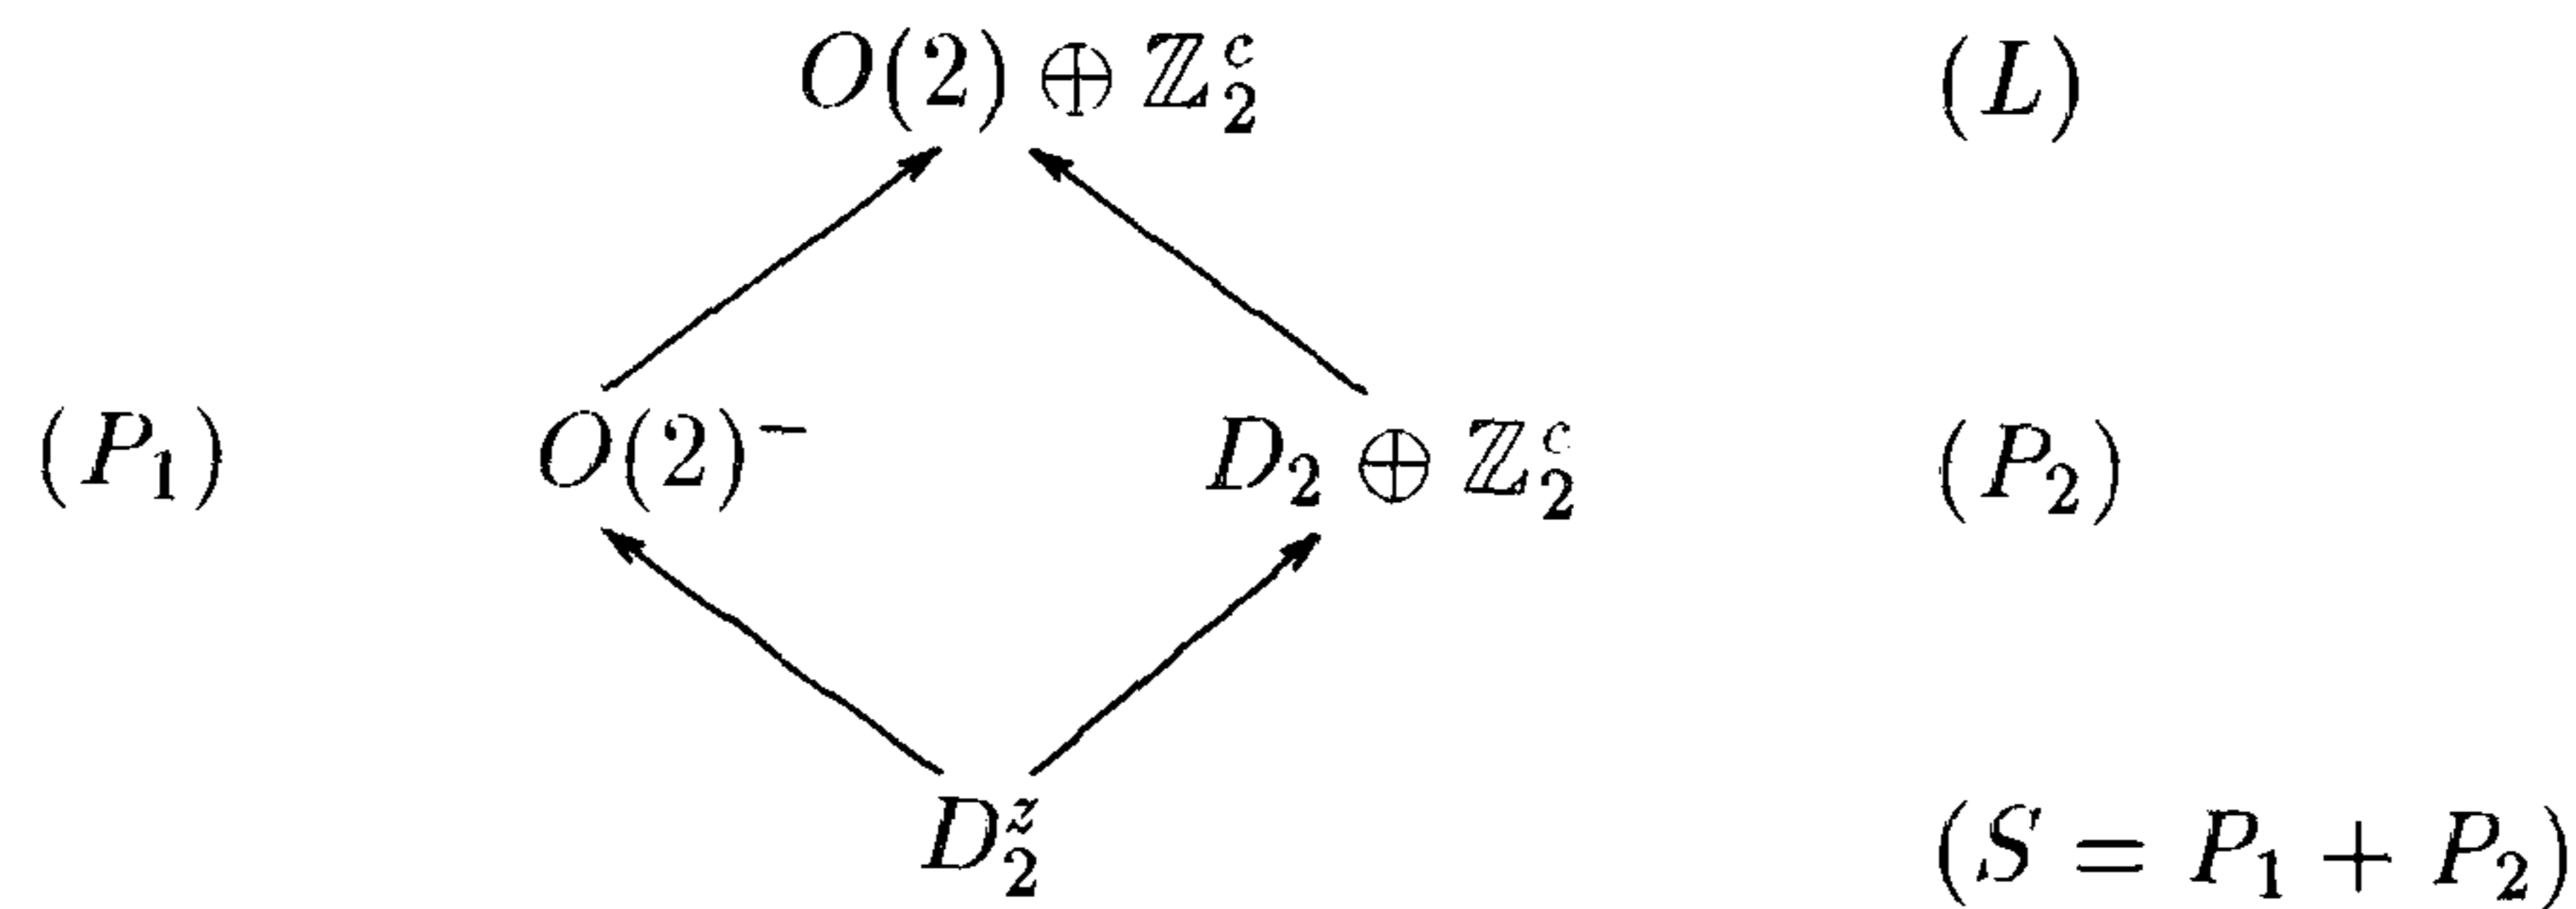 O(2) ⊕ ℤ₂ᶜ (L)
(P₁) O(2)⁻ D₂ ⊕ ℤ₂ᶜ (P₂)
D₂ᶻ (S = P₁ + P₂)